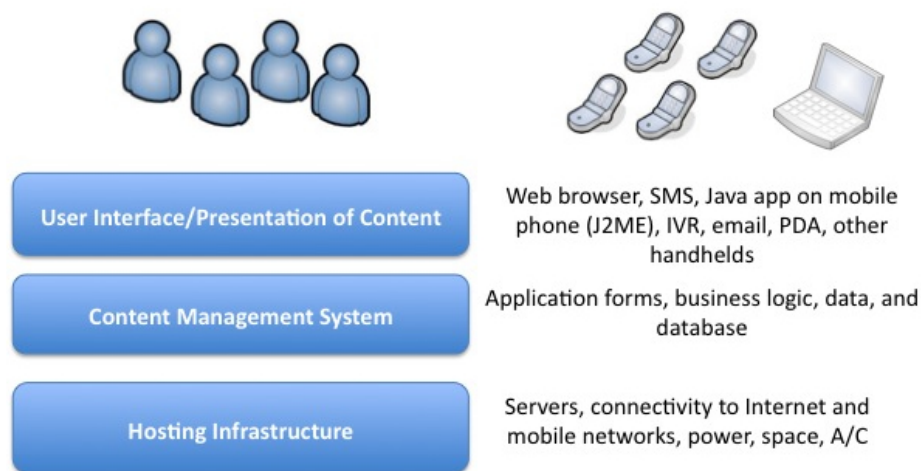 User Interface/Presentation of Content
Web browser, SMS, Java app on mobile
phone (J2ME), IVR, email, PDA, other
handhelds
Content Management System
Application forms, business logic, data, and
database
Hosting Infrastructure
Servers, connectivity to Internet and
mobile networks, power, space, A/C